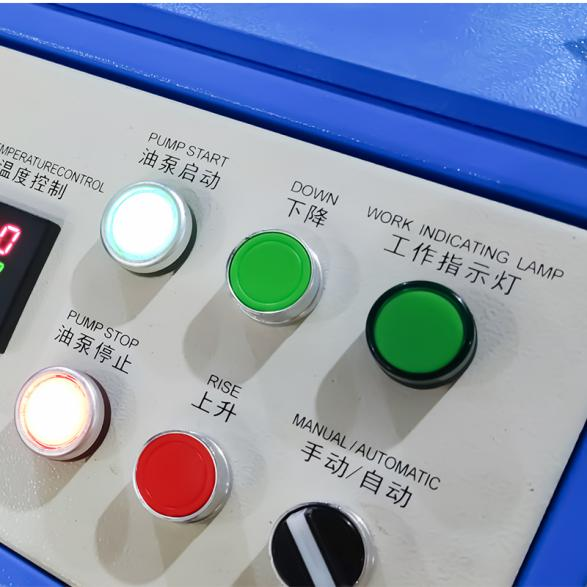 PUMP START
油泵启动
DOWN
下降
WORK INDICATING LAMP
工作指示灯
温度控制
PUMP STOP
油泵停止
RISE
上升
MANUAL/AUTOMATIC
手动/自动